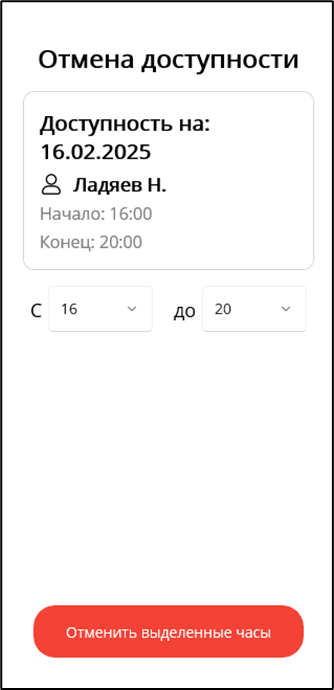 Отмена доступности
Доступность на:
16.02.2025
Ладяев Н.
Начало: 16:00
Конец: 20:00
С 16 до 20
Отменить выделенные часы